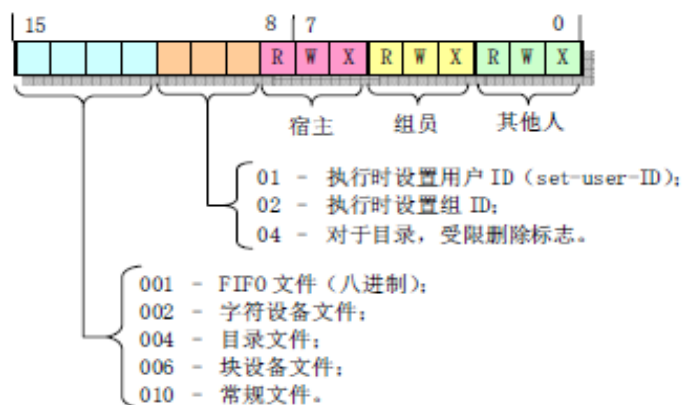 15 8 7 0
R W X R W X R W X
宿主 组员 其他人
01 - 执行时设置用户 ID（set-user-ID）；
02 - 执行时设置组 ID；
04 - 对于目录，受限删除标志。
001 - FIFO 文件（八进制）；
002 - 字符设备文件；
004 - 目录文件；
006 - 块设备文件；
010 - 常规文件。